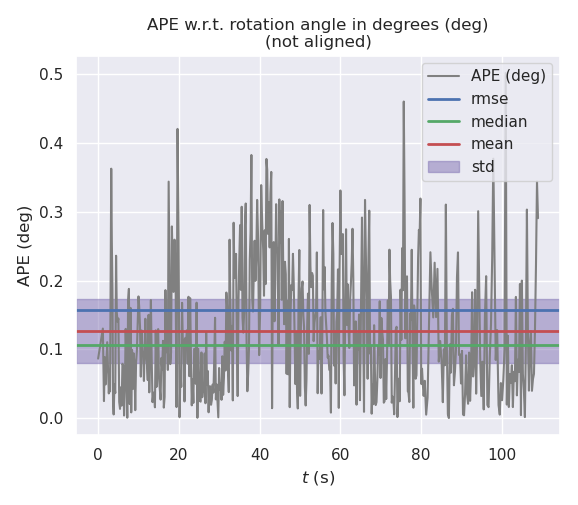 APE w.r.t. rotation angle in degrees (deg)
(not aligned)
APE (deg)
rmse
median
mean
std
APE (deg)
0.5
0.4
0.3
0.2
0.1
0.0
0 20 40 60 80 100
t (s)